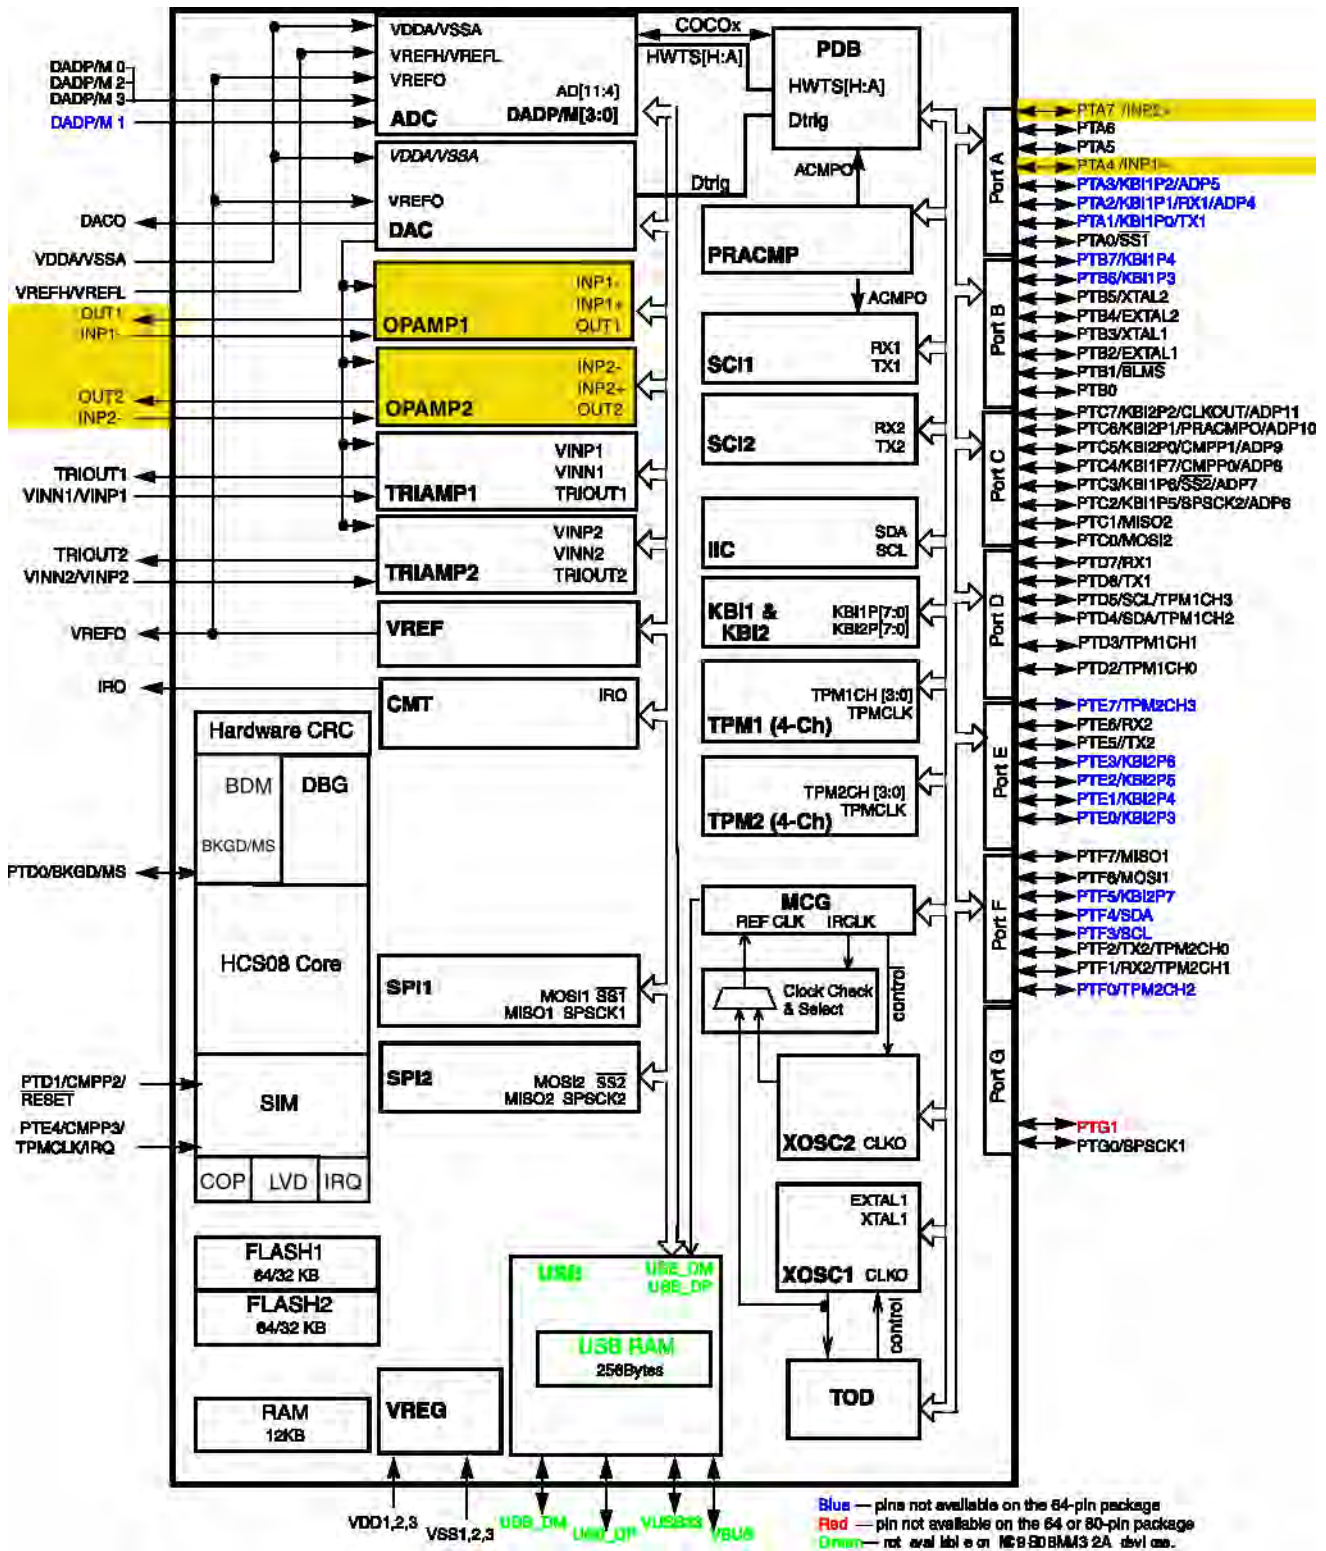 VDDA/VSSA
VREFH/VREFL
VREFO
AD[11:4]
ADC
DADP/M[3:0]
COCOx
HWTS[H:A]
PDB
HWTS[H:A]
Dtrig
DADP/M 0
DADP/M 2
DADP/M 3
DADP/M 1
VDDA/VSSA
VREFO
DAC
Dtrig
ACMPO
PRACMP
ACMPO
DACO
VDDA/VSSA
VREFH/VREFL
OUT1
INP1-
OUT2
INP2-
INP1-
INP1+
OUT1
OPAMP1
INP2-
INP2+
OUT2
OPAMP2
VINP1
VINN1
TRIOUT1
TRIAMP1
TRIOUT1
VINN1/VINP1
VINP2
VINN2
TRIOUT2
TRIAMP2
TRIOUT2
VINN2/VINP2
VREF
VREFO
IRO
CMT
IRO
SCI1
RX1
TX1
SCI2
RX2
TX2
IIC
SDA
SCL
KBI1 &
KBI2
KBI1P[7:0]
KBI2P[7:0]
TPM1CH [3:0]
TPMCLK
TPM1 (4-Ch)
TPM2CH [3:0]
TPMCLK
TPM2 (4-Ch)
Hardware CRC
BDM
DBG
BKGD/MS
PTD0/BKGD/MS
HCS08 Core
SIM
PTD1/CMPP2/
RESET
PTE4/CMPP3/
TPMCLK/IRQ
COP
LVD
IRQ
SPI1
MOSI1 SS1
MISO1 SPSCK1
SPI2
MOSI2 SS2
MISO2 SPSCK2
MCG
REF CLK IRCLK
Clock Check
& Select
control
XOSC2 CLKO
EXTAL1
XTAL1
XOSC1 CLKO
control
TOD
FLASH1
64/32 KB
FLASH2
64/32 KB
RAM
12KB
VREG
USB
USB_DM
USB_DP
USB RAM
256Bytes
VDD1,2,3
VSS1,2,3
USB_DM
USB_DP
VUSB33
VBUS
Port A
PTA7 /INP2+
PTA6
PTA5
PTA4 /INP1+
PTA3/KBI1P2/ADP5
PTA2/KBI1P1/RX1/ADP4
PTA1/KBI1P0/TX1
PTA0/SS1
Port B
PTB7/KBI1P4
PTB6/KBI1P3
PTB5/XTAL2
PTB4/EXTAL2
PTB3/XTAL1
PTB2/EXTAL1
PTB1/BLMS
PTB0
Port C
PTC7/KBI2P2/CLKOUT/ADP11
PTC6/KBI2P1/PRACMPO/ADP10
PTC5/KBI2P0/CMPP1/ADP9
PTC4/KBI1P7/CMPP0/ADP8
PTC3/KBI1P6/SS2/ADP7
PTC2/KBI1P5/SPSCK2/ADP6
PTC1/MISO2
PTC0/MOSI2
Port D
PTD7/RX1
PTD6/TX1
PTD5/SCL/TPM1CH3
PTD4/SDA/TPM1CH2
PTD3/TPM1CH1
PTD2/TPM1CH0
Port E
PTE7/TPM2CH3
PTE6/RX2
PTE5//TX2
PTE3/KBI2P6
PTE2/KBI2P5
PTE1/KBI2P4
PTE0/KBI2P3
Port F
PTF7/MISO1
PTF6/MOSI1
PTF5/KBI2P7
PTF4/SDA
PTF3/SCL
PTF2/TX2/TPM2CH0
PTF1/RX2/TPM2CH1
PTF0/TPM2CH2
Port G
PTG1
PTG0/SPSCK1
Blue — pins not available on the 64-pin package
Red — pin not available on the 64 or 80-pin package
Green — not available on MC9S08MM32A devices.